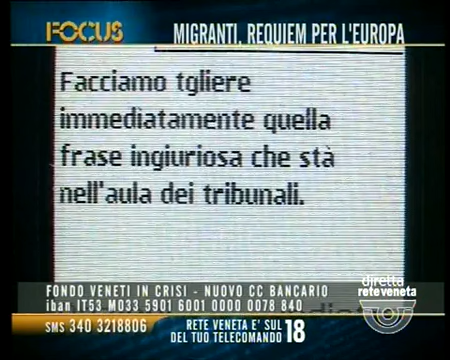 FOCUS
MIGRANTI, REQUIEM PER L'EUROPA
Facciamo tgliere
immediatamente quella
frase ingiuriosa che stà
nell'aula dei tribunali.
diretta
reteveneta
FONDO VENETI IN CRISI - NUOVO CC BANCARIO
iban IT53 M033 5901 6001 0000 0078 840
SMS 340 3218806
RETE VENETA E' SUL
DEL TUO TELECOMANDO 18